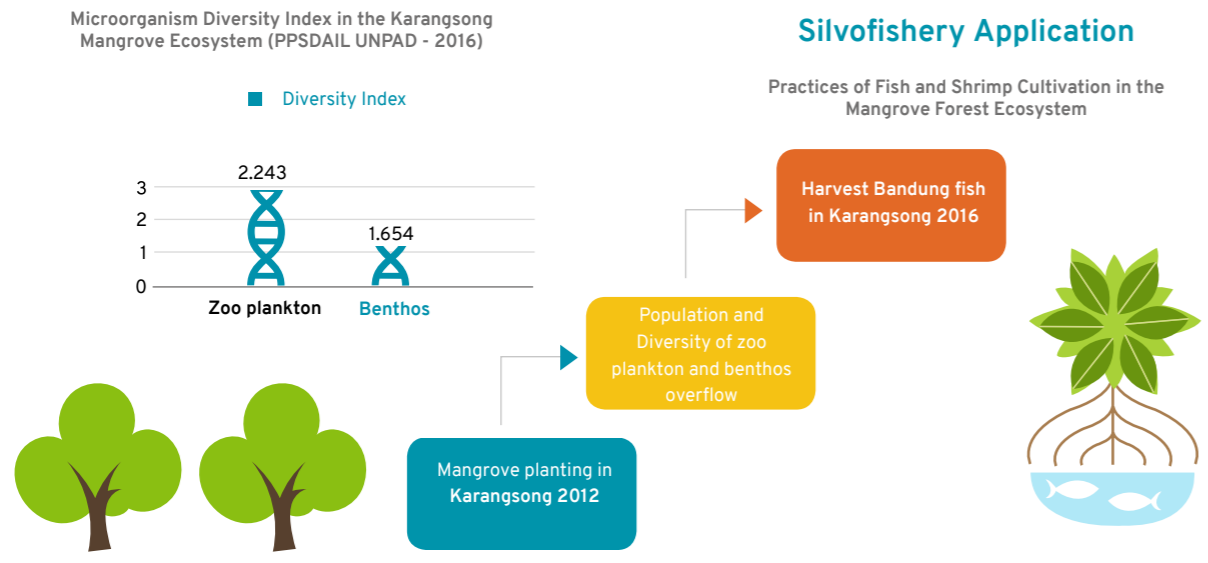 Microorganism Diversity Index in the Karangsong
Mangrove Ecosystem (PPSDAIL UNPAD - 2016)
Diversity Index
3
2
1
0
2.243
1.654
Zoo plankton
Benthos
Silvofishery Application
Practices of Fish and Shrimp Cultivation in the
Mangrove Forest Ecosystem
Harvest Bandung fish
in Karangsong 2016
Population and
Diversity of zoo
plankton and benthos
overflow
Mangrove planting in
Karangsong 2012